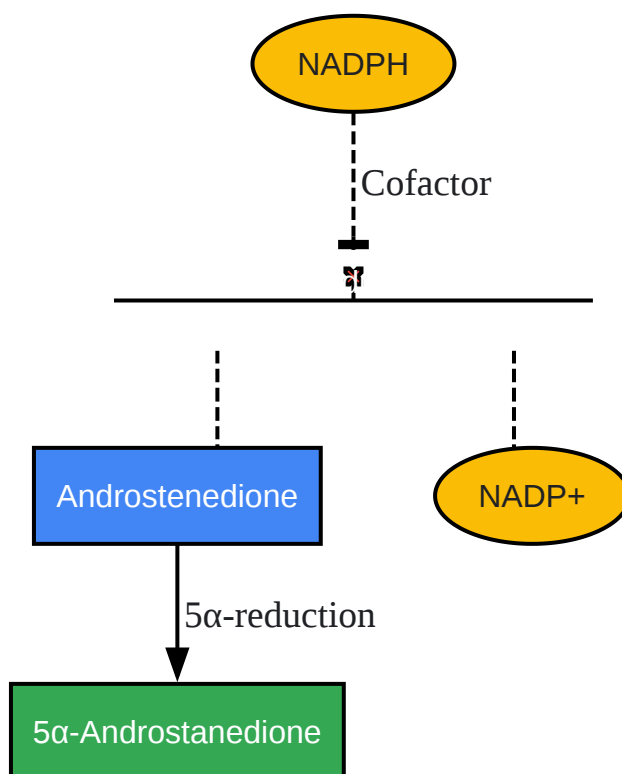 NADPH
Cofactor
Androstenedione
NADP+
5α-reduction
5α-Androstanedione